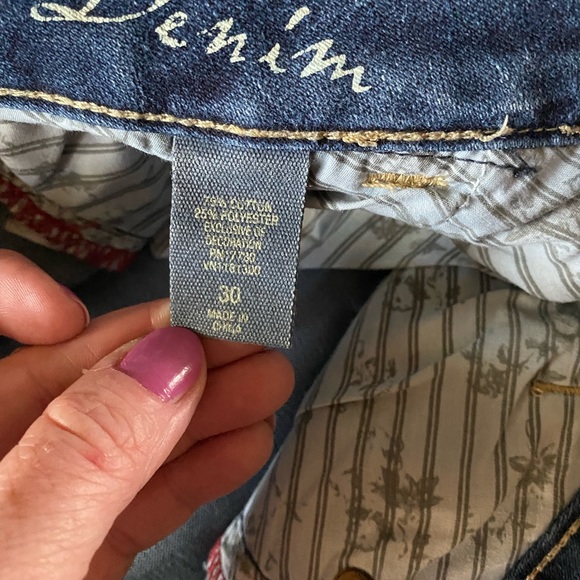 Denim
75% COTTON
25% POLYESTER
EXCLUSIVE OF
DECORATION
30
MADE IN
CHINA